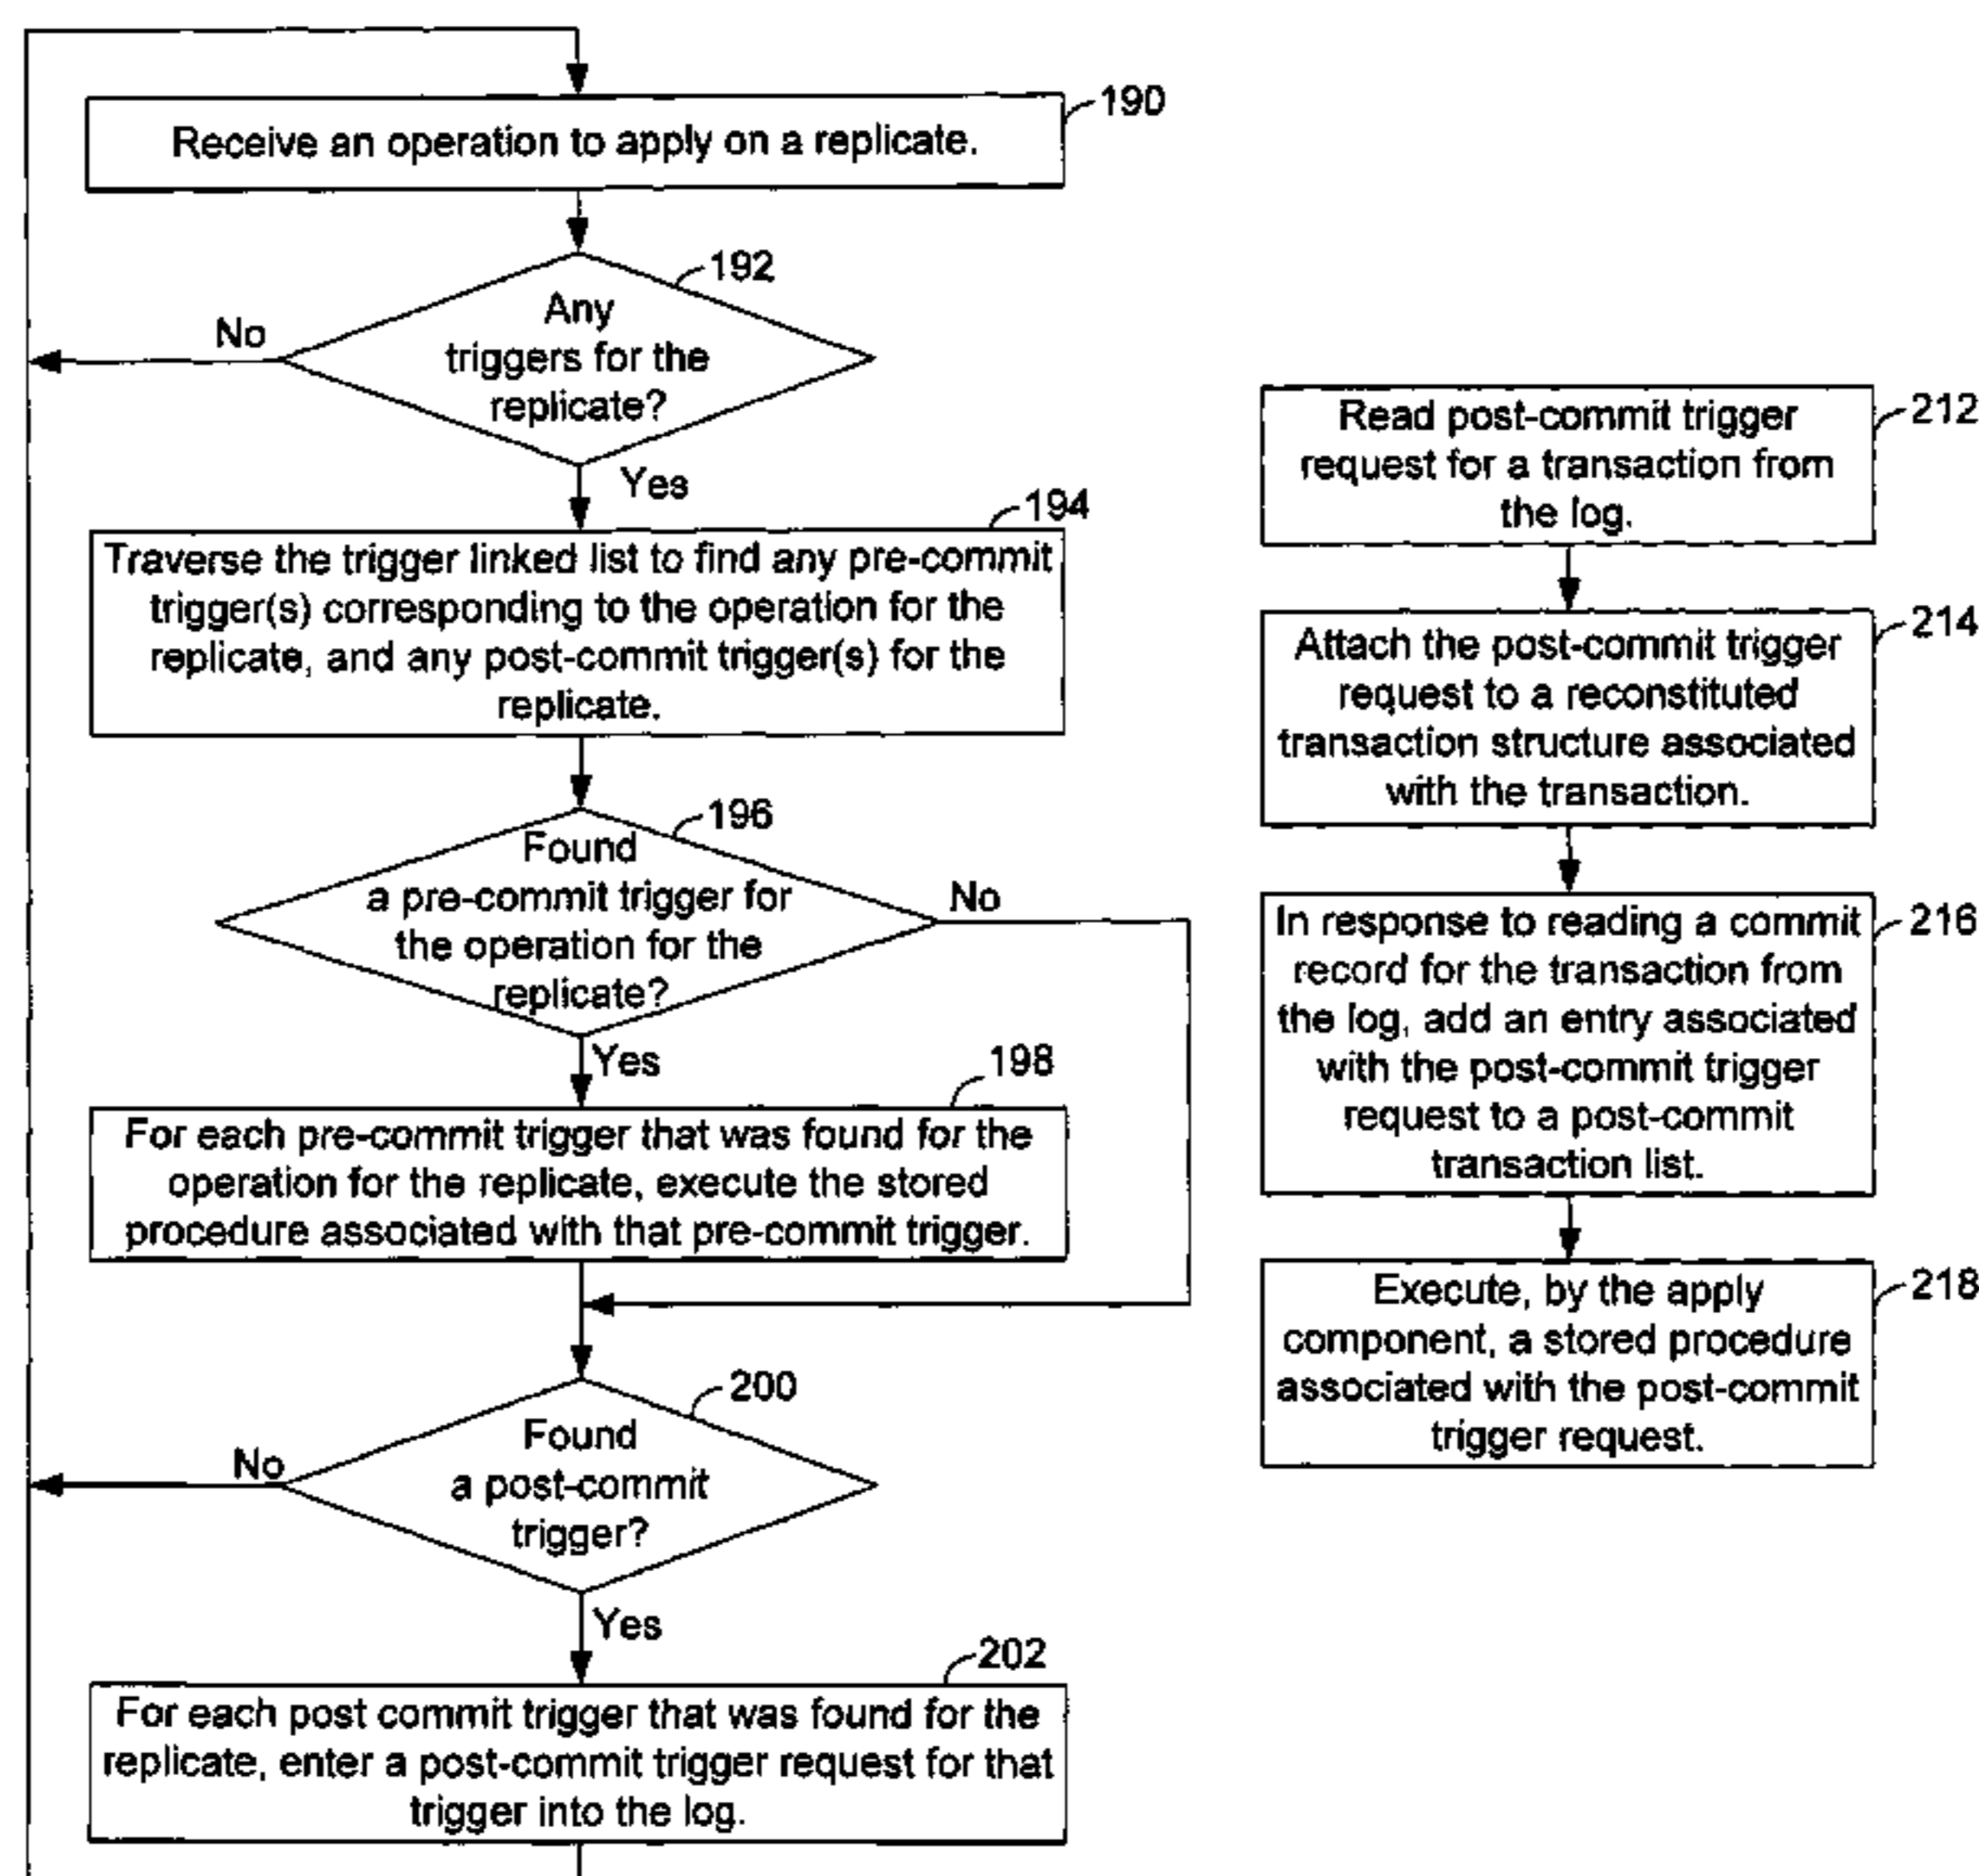 190
Receive an operation to apply on a replicate.
192
Any
triggers for the
replicate?
No
Yes
194
Traverse the trigger linked list to find any pre-commit
trigger(s) corresponding to the operation for the
replicate, and any post-commit trigger(s) for the
replicate.
196
Found
a pre-commit trigger for
the operation for the
replicate?
No
Yes
198
For each pre-commit trigger that was found for the
operation for the replicate, execute the stored
procedure associated with that pre-commit trigger.
200
Found
a post-commit
trigger?
No
Yes
202
For each post commit trigger that was found for the
replicate, enter a post-commit trigger request for that
trigger into the log.
212
Read post-commit trigger
request for a transaction from
the log.
214
Attach the post-commit trigger
request to a reconstituted
transaction structure associated
with the transaction.
216
In response to reading a commit
record for the transaction from
the log, add an entry associated
with the post-commit trigger
request to a post-commit
transaction list.
218
Execute, by the apply
component, a stored procedure
associated with the post-commit
trigger request.